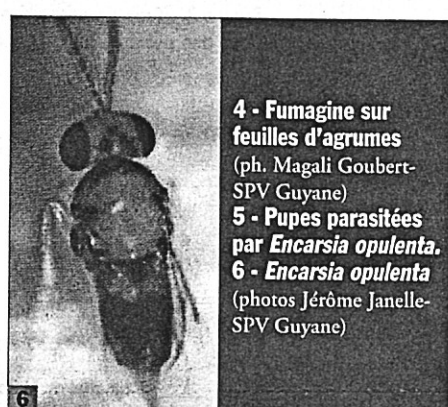 4 - Fumagine sur
feuilles d'agrumes
(ph. Magali Goubert-
SPV Guyane)
5 - Pupes parasitées
par Encarsia opulenta.
6 - Encarsia opulenta
(photos Jérôme Janelle-
SPV Guyane)
6